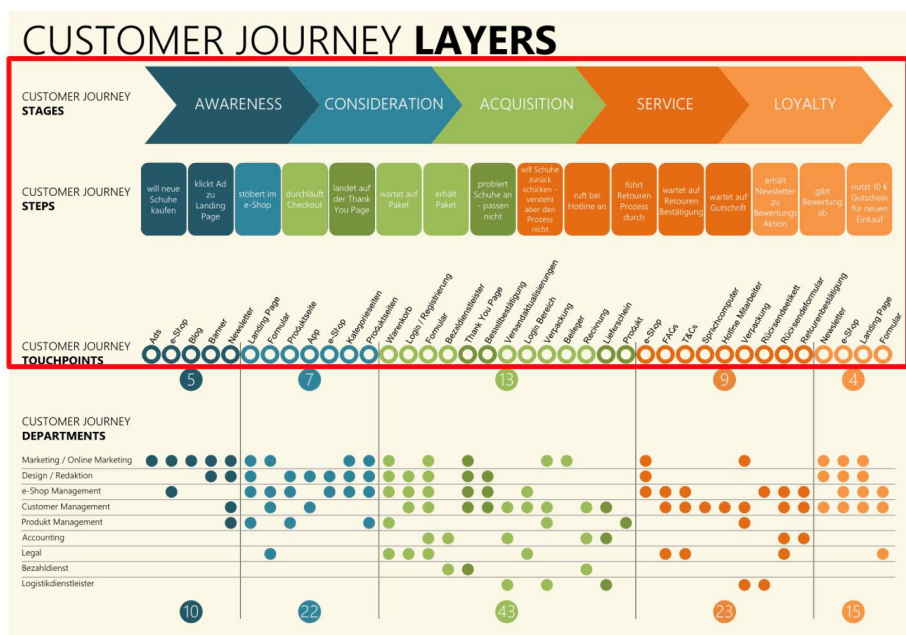 CUSTOMER JOURNEY LAYERS
CUSTOMER JOURNEY
STAGES
AWARENESS
CONSIDERATION
ACQUISITION
SERVICE
LOYALTY
CUSTOMER JOURNEY
STEPS
will neue
Schuhe
kaufen
klickt Ad
zu
Landing
Page
stöbert im
e-Shop
durchläuft
Checkout
landet auf
der Thank
You Page
wartet auf
Paket
erhält
Paket
probiert
Schuhe an
- passen
nicht
will Schuhe
zurück
schicken -
versteht
aber den
Prozess
nicht
ruft bei
Hotline an
führt
Retouren
Prozess
durch
wartet auf
Retouren
Bestätigung
wartet auf
Gutschrift
erhält
Newsletter
zu
Bewertungs
Aktion
gibt
Bewertung
ab
nutzt 10 €
Gutschein
für neuen
Einkauf
CUSTOMER JOURNEY
TOUCHPOINTS
Ads
e-Shop
Blog
Banner
Newsletter
Landing Page
Formular
Produktseite
App
e-Shop
Kategorieseiten
Produktseiten
Warenkorb
Login / Registrierung
Formular
Bezahldienstleister
Thank You Page
Bestellbestätigung
Versandaktualisierungen
Login Bereich
Verpackung
Beileger
Rechnung
Lieferschein
Produkt
e-Shop
FAQs
T&Cs
Sprachcomputer
Hotline Mitarbeiter
Verpackung
Rücksendeetikett
Rücksendeformular
Retourenbestätigung
Newsletter
e-Shop
Landing Page
Formular
5
7
13
9
4
CUSTOMER JOURNEY
DEPARTMENTS
Marketing / Online Marketing
Design / Redaktion
e-Shop Management
Customer Management
Produkt Management
Accounting
Legal
Bezahldienst
Logistikdienstleister
10
22
43
23
15